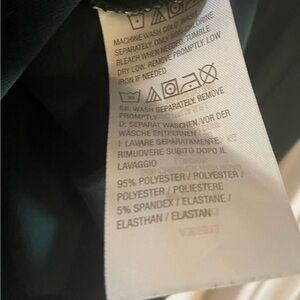 MACHINE WASH COLD, WASH
SEPARATELY. ONLY NON-CHLORINE
BLEACH WHEN NEEDED. TUMBLE
DRY LOW. REMOVE PROMPTLY. LOW
IRON IF NEEDED
GB: WASH SEPARATELY. REMOVE
PROMPTLY
D: SEPARAT WASCHEN, VOR DER
WÄSCHE ENTFERNEN
I: LAVARE SEPARATAMENTE.
RIMUOVERE SUBITO DOPO IL
LAVAGGIO
95% POLYESTER / POLYESTER /
POLYESTER / POLIESTERE
5% SPANDEX / ELASTANE /
ELASTHAN / ELASTAN